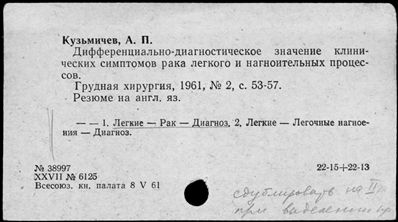 Кузьмичев, А. П.
Дифференциально-диагностическое значение клини-
ческих симптомов рака легкого и нагноительных процес-
сов.
Грудная хирургия, 1961, № 2, с. 53-57.
Резюме на англ. яз.
— — 1. Легкие — Рак — Диагноз. 2. Легкие — Легочные нагное-
ния — Диагноз.
№ 38997
XXVII № 6125
22-15+22-13
Всесоюз. кн. палата 8 V 61
сдублировать на II
при выделении